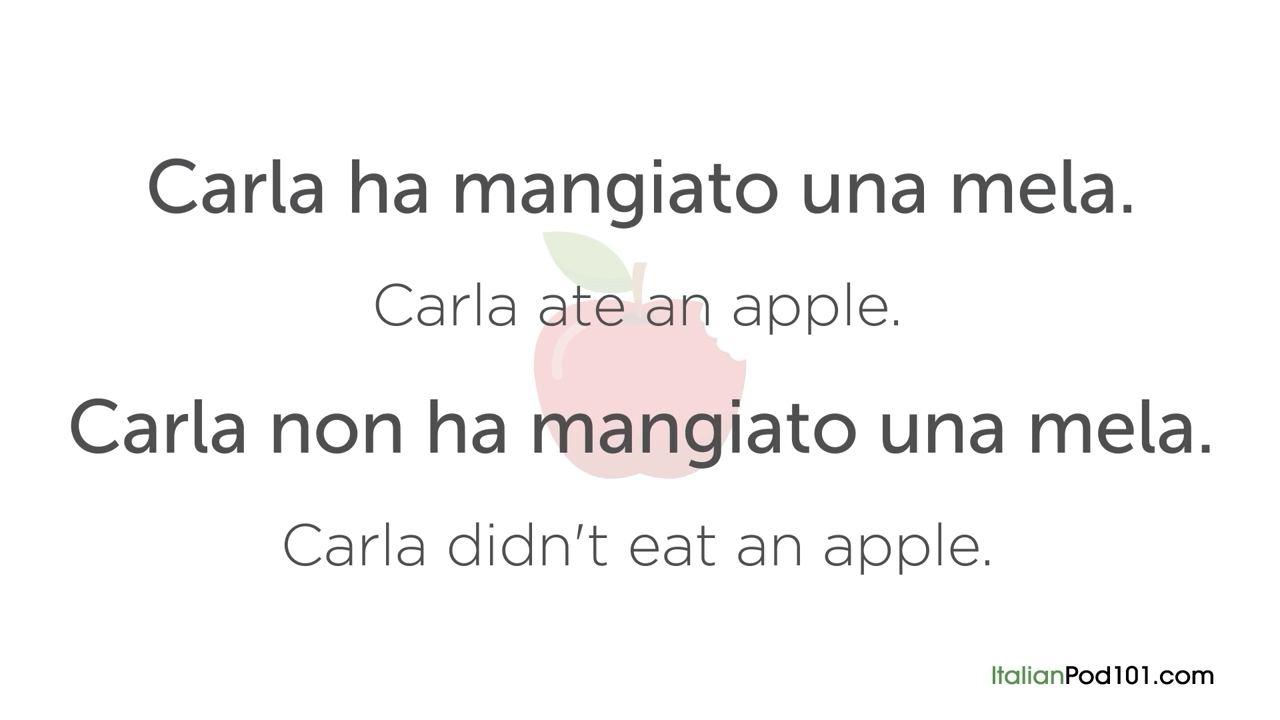 Carla ha mangiato una mela.
Carla ate an apple.
Carla non ha mangiato una mela.
Carla didn't eat an apple.
ItalianPod101.com